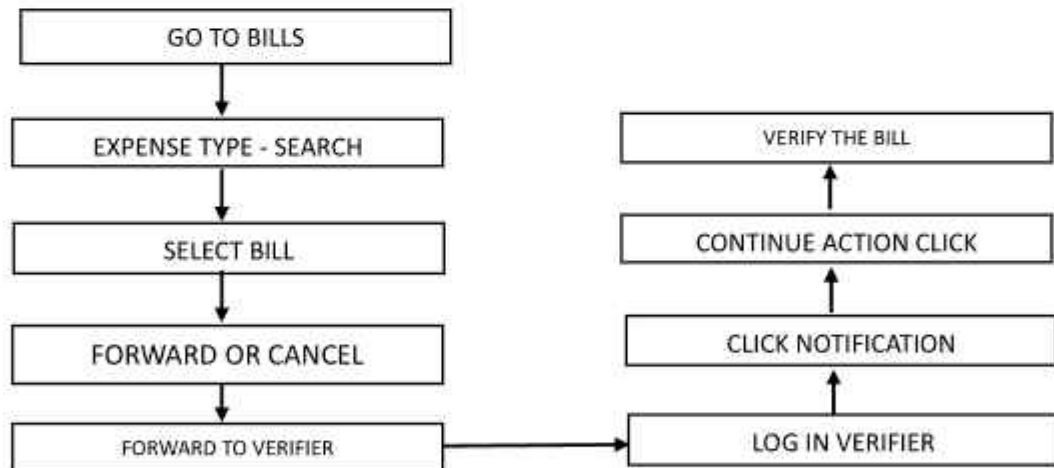 GO TO BILLS
EXPENSE TYPE - SEARCH
SELECT BILL
FORWARD OR CANCEL
FORWARD TO VERIFIER
LOG IN VERIFIER
CLICK NOTIFICATION
CONTINUE ACTION CLICK
VERIFY THE BILL